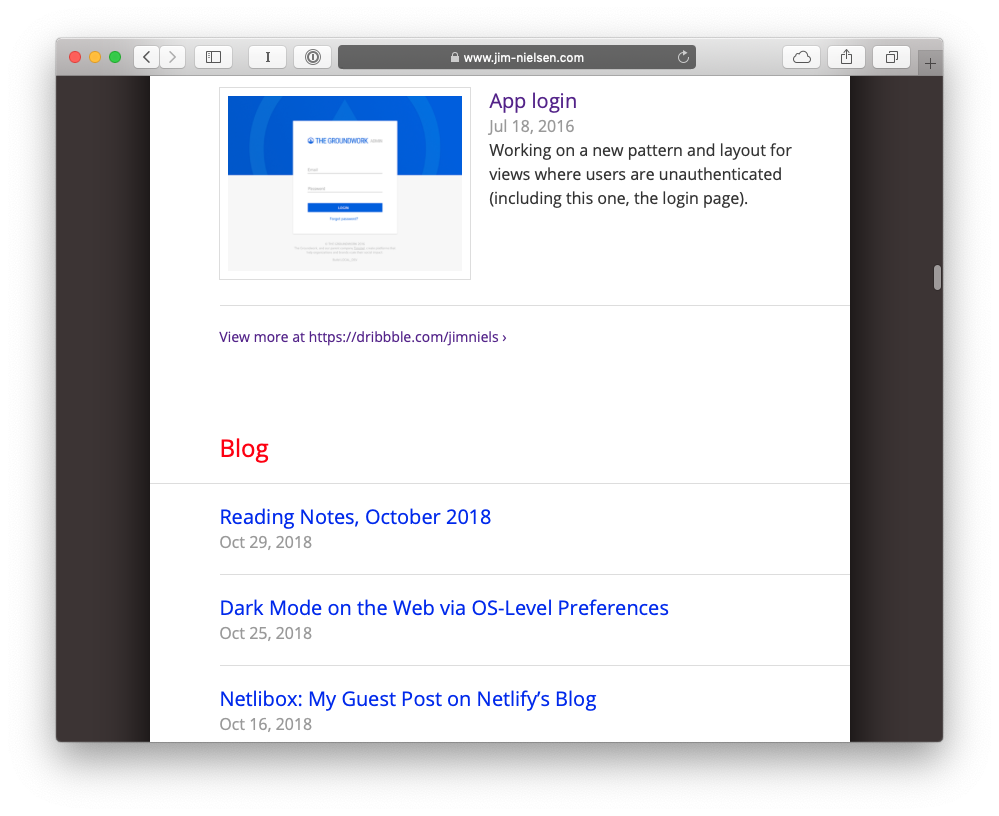 www.jim-nielsen.com
App login
Jul 18, 2016
Working on a new pattern and layout for
views where users are unauthenticated
(including this one, the login page).
THE GROUNDWORK
Email
Password
LOGIN
Forgot password?
View more at https://dribbble.com/jimniels ›
Blog
Reading Notes, October 2018
Oct 29, 2018
Dark Mode on the Web via OS-Level Preferences
Oct 25, 2018
Netlibox: My Guest Post on Netlify’s Blog
Oct 16, 2018